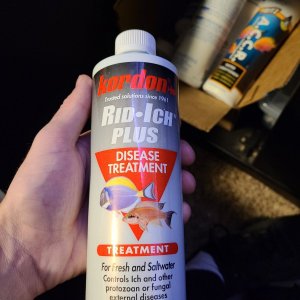 kordon
Trusted solutions since 1961
RID•ICH
PLUS
DISEASE
TREATMENT
TREATMENT
For Fresh and Saltwater
Controls Ich and other
protozoan or fungal
external diseases